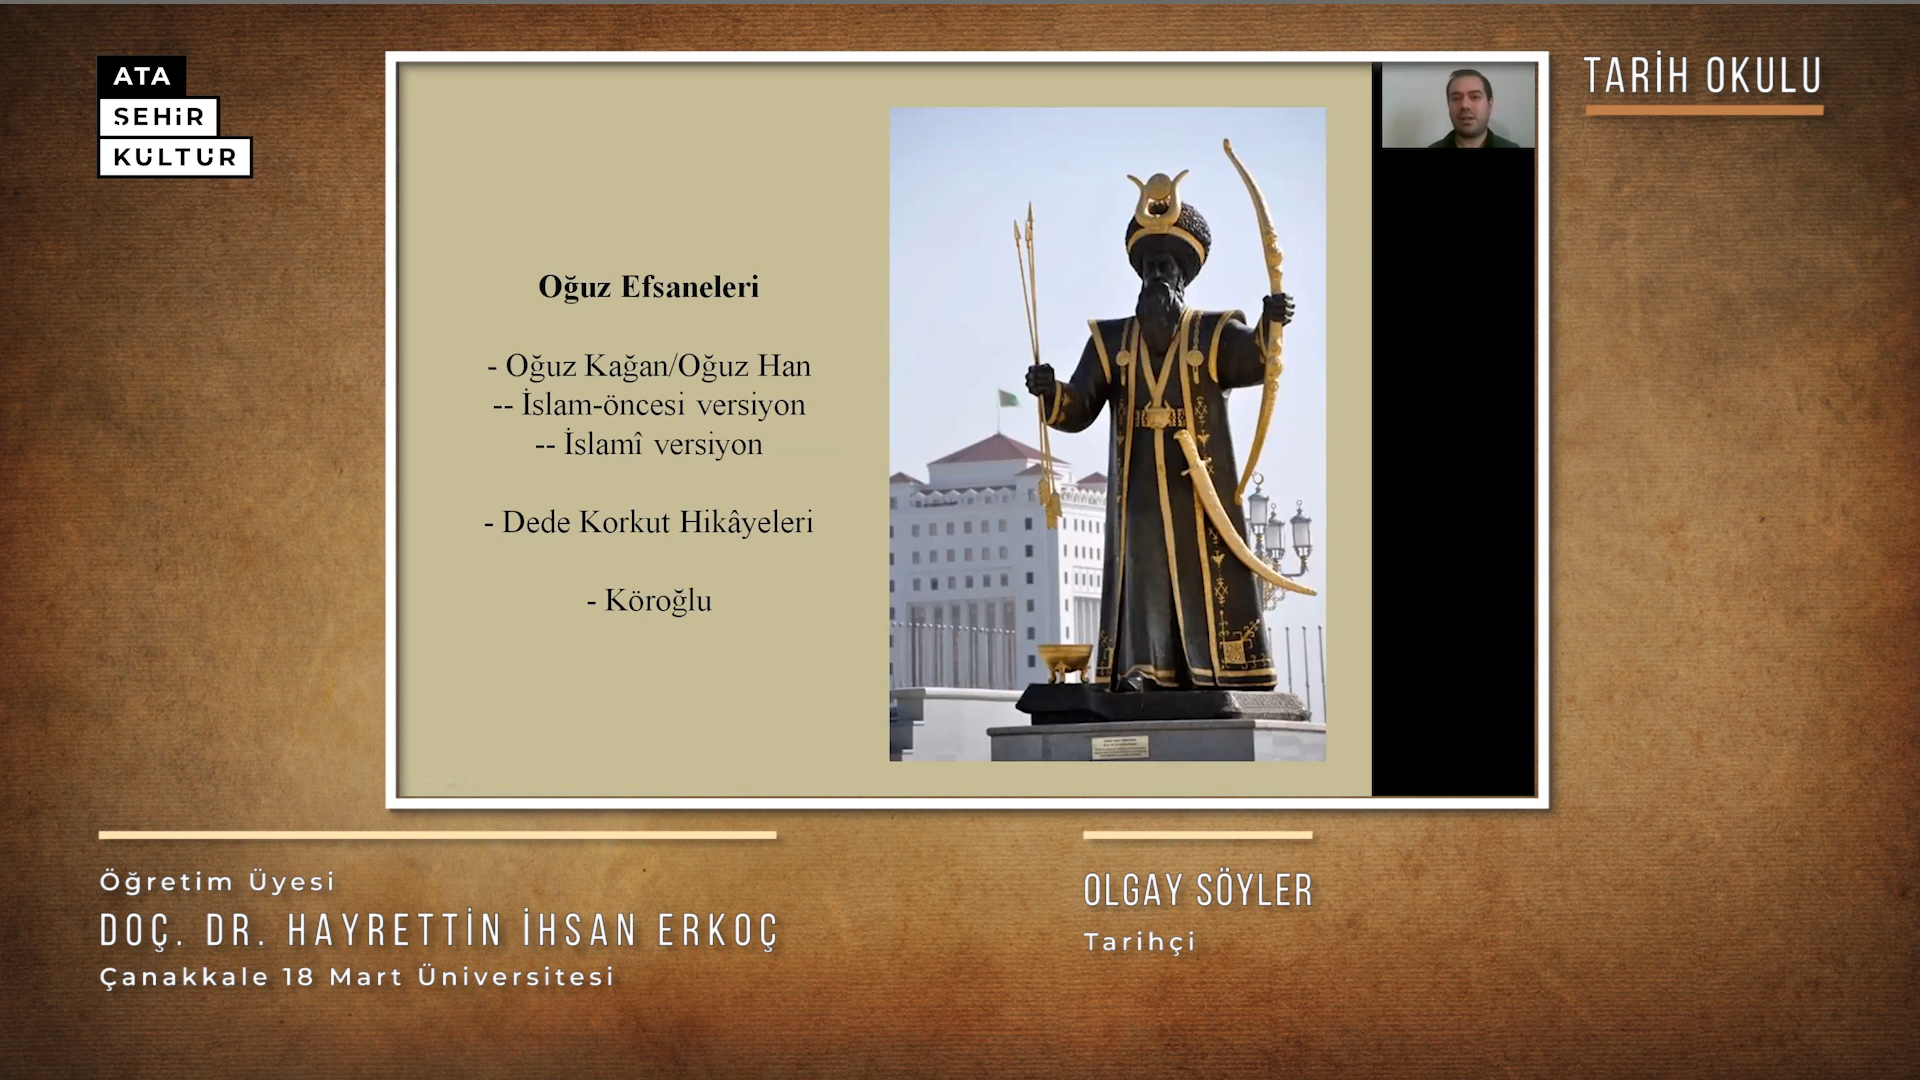 ATA
ŞEHİR
KÜLTÜR
TARİH OKULU
Oğuz Efsaneleri
- Oğuz Kağan/Oğuz Han
-- İslam-öncesi versiyon
-- İslamî versiyon
- Dede Korkut Hikâyeleri
- Köroğlu
Öğretim Üyesi
DOÇ. DR. HAYRETTİN İHSAN ERKOÇ
Çanakkale 18 Mart Üniversitesi
OLGAY SÖYLER
Tarihçi